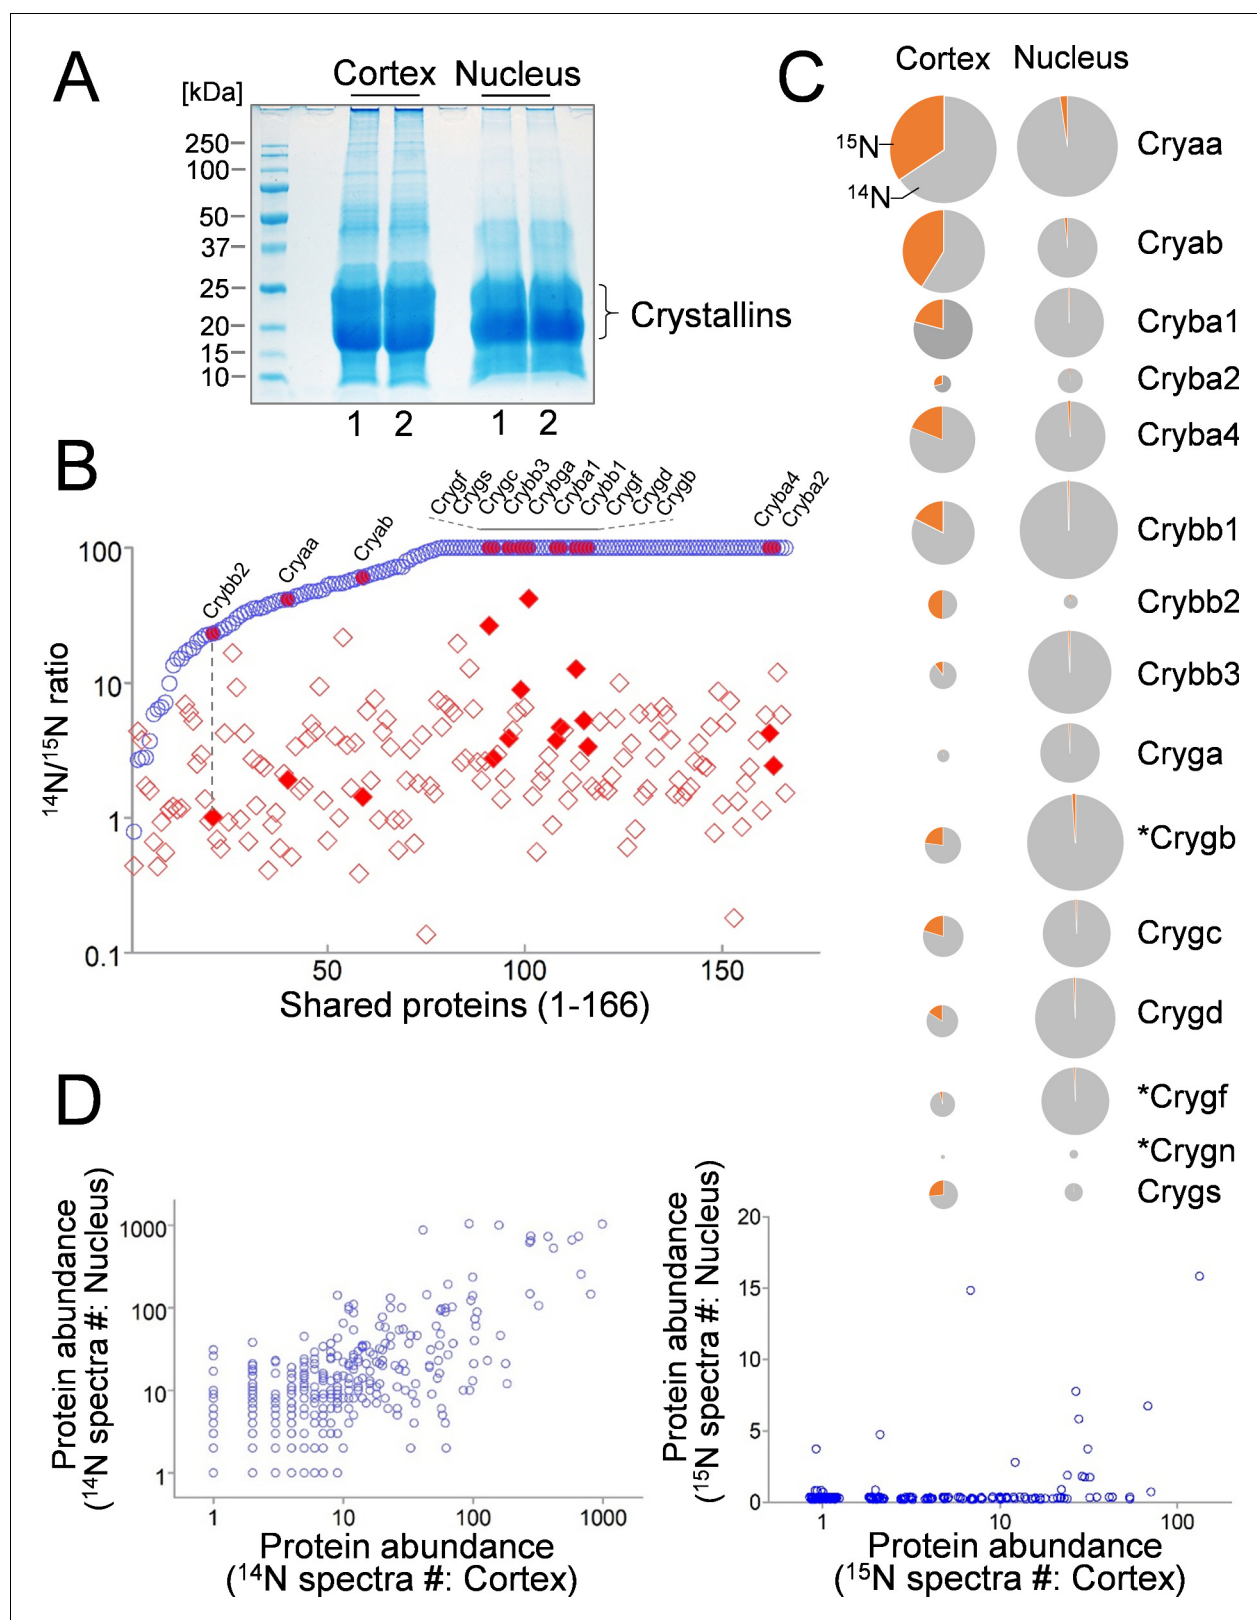 A
Cortex Nucleus
[kDa]
250
100
50
37
25
20
15
10
Crystallins
1 2 1 2
B
Crygf
Crygs
Crygc
Crybb3
Crybga
Cryba1
Crybb1
Crygf
Crygd
Crygb
Cryba4
Cryba2
Crybb2
Cryaa
Cryab
100
10
1
0.1
¹⁴N/¹⁵N ratio
50 100 150
Shared proteins (1-166)
C
Cortex Nucleus
¹⁵N
¹⁴N
Cryaa
Cryab
Cryba1
Cryba2
Cryba4
Crybb1
Crybb2
Crybb3
Cryga
*Crygb
Crygc
Crygd
*Crygf
*Crygn
Crygs
D
Protein abundance
(¹⁴N spectra #: Nucleus)
1000
100
10
1
1 10 100 1000
Protein abundance
(¹⁴N spectra #: Cortex)
Protein abundance
(¹⁵N spectra #: Nucleus)
20
15
10
5
0
1 10 100
Protein abundance
(¹⁵N spectra #: Cortex)